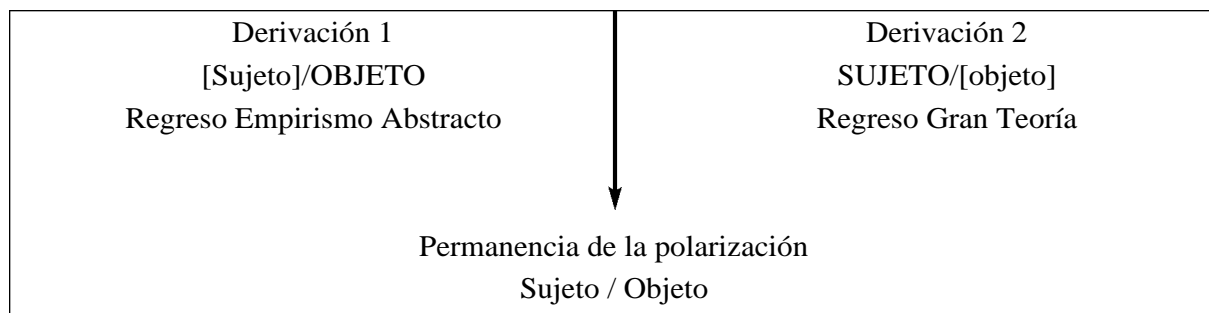 Derivación 1
[Sujeto]/OBJETO
Regreso Empirismo Abstracto
Derivación 2
SUJETO/[objeto]
Regreso Gran Teoría
Permanencia de la polarización
Sujeto / Objeto